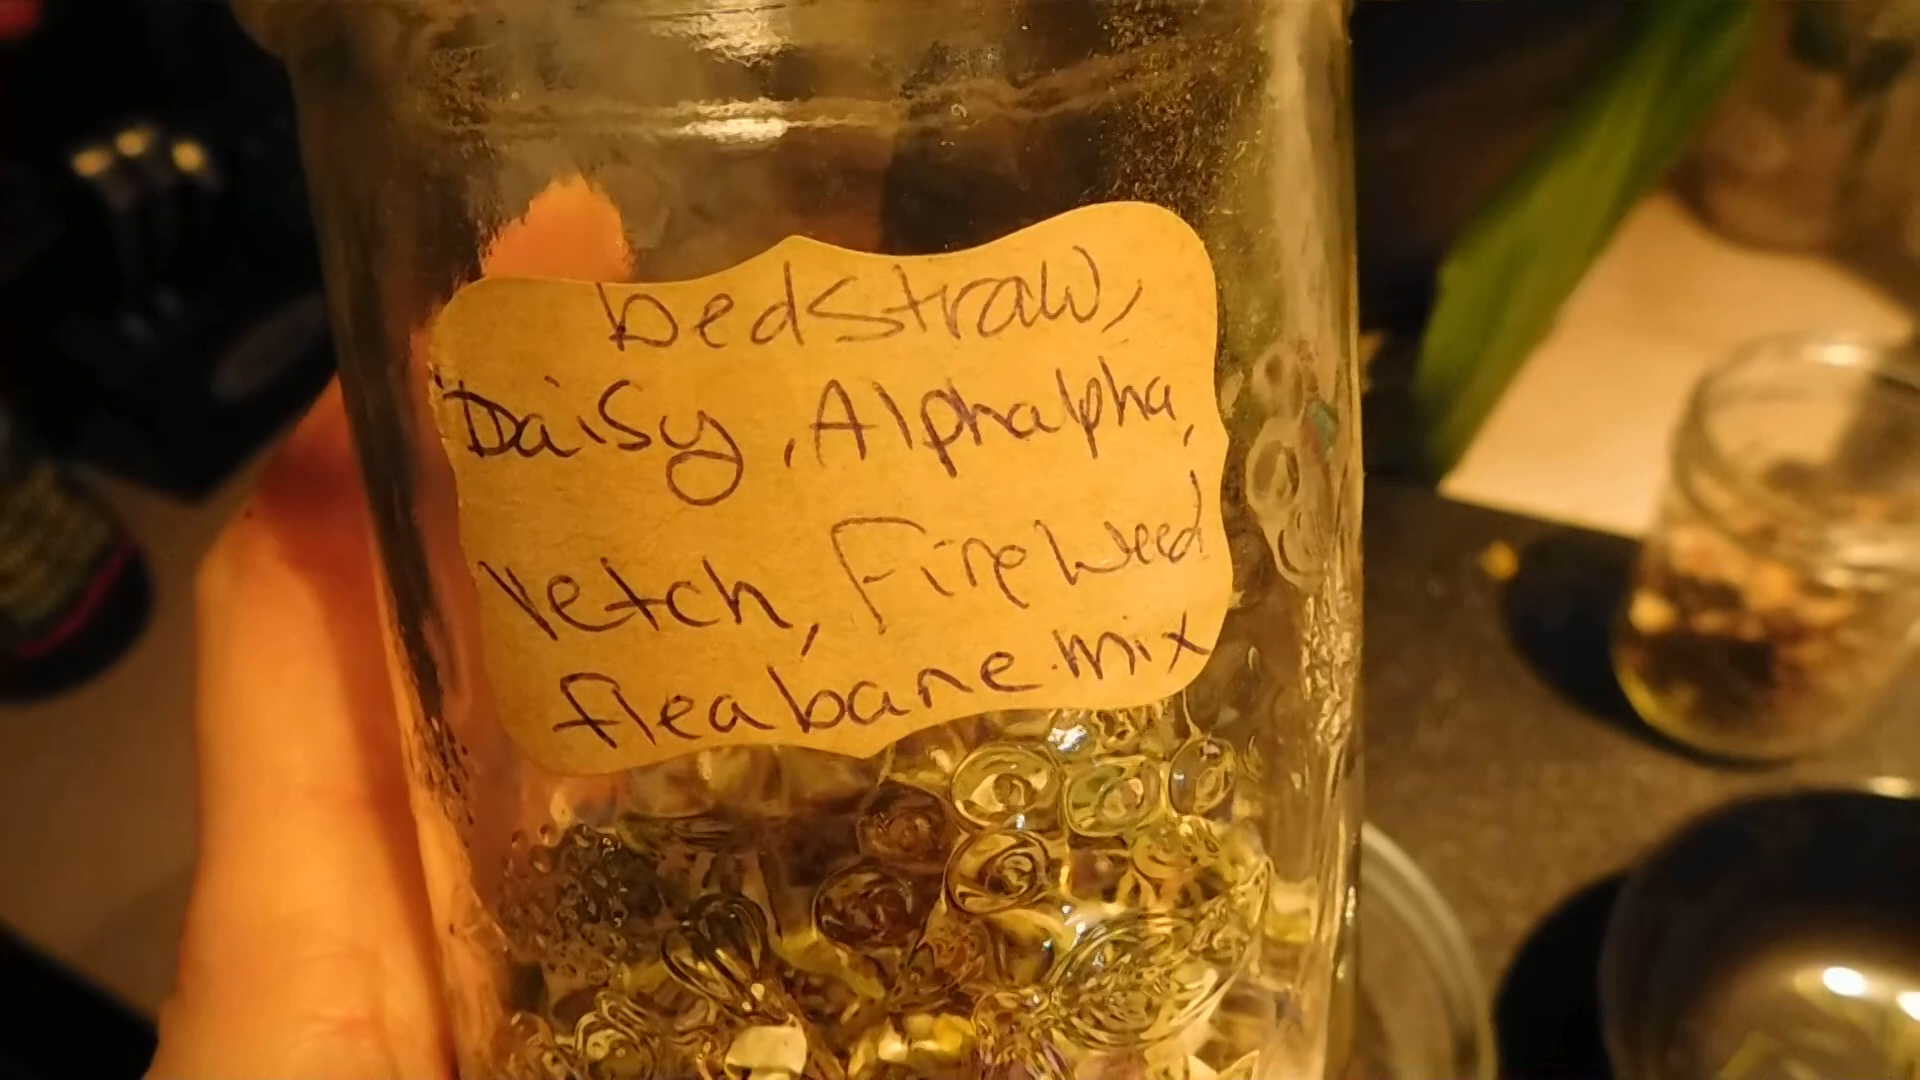 bedstraw,
Daisy, Alphalpha,
Vetch, Fireweed
fleabane mix